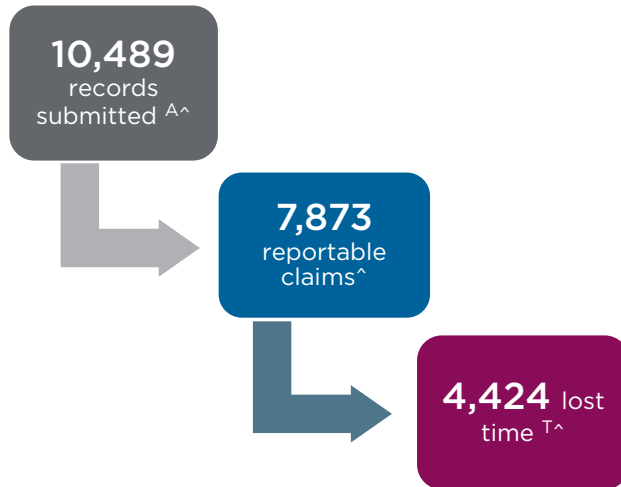 10,489
records
submitted A^
7,873
reportable
claims^
4,424 lost
time T^